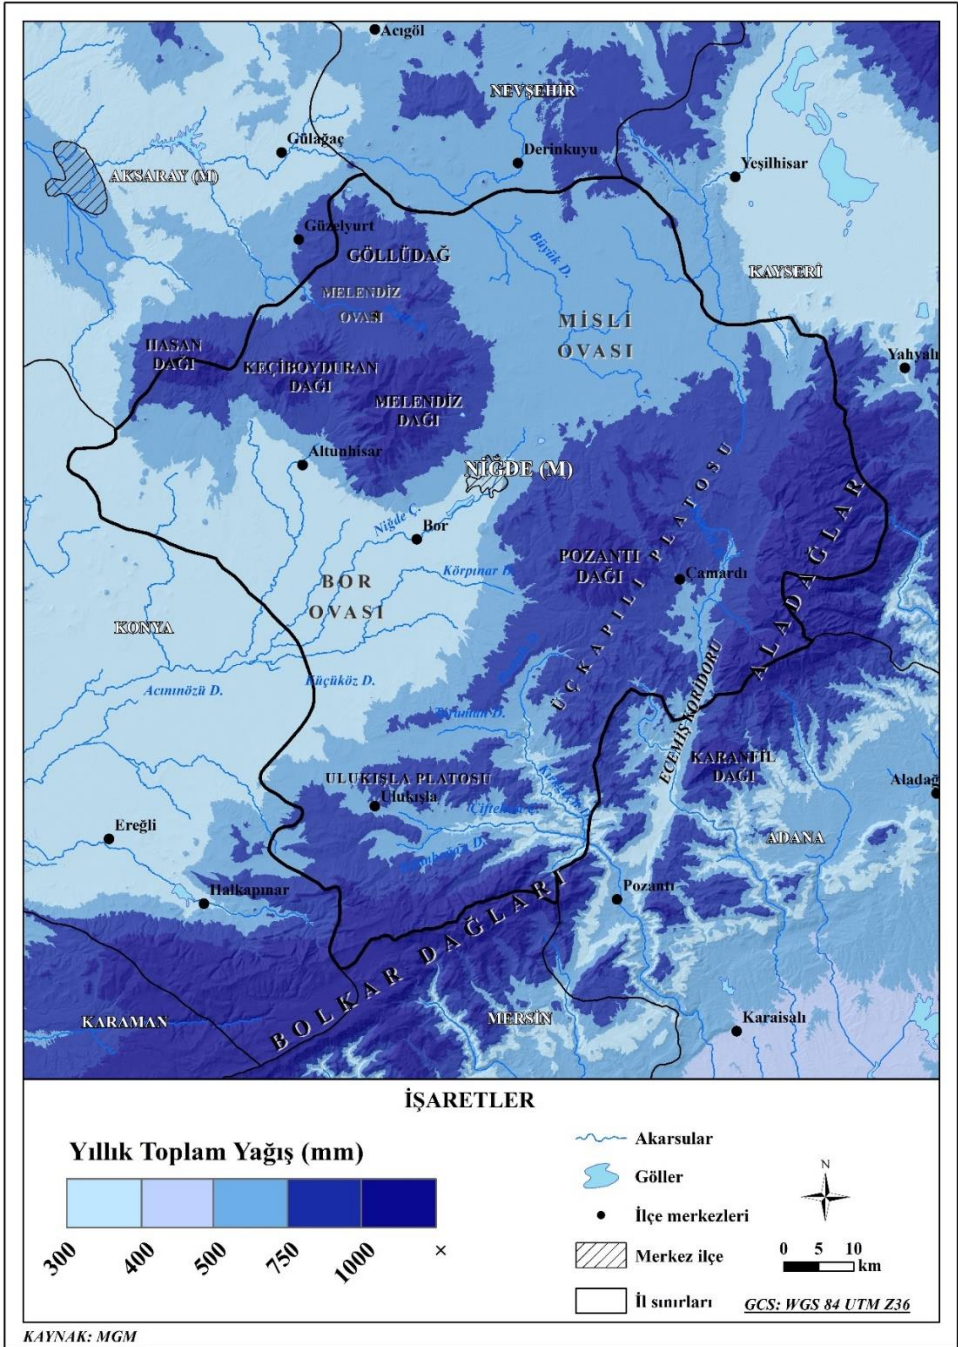 Acıgöl
NEVŞEHİR
Gülağaç
Derinkuyu
Yeşilhisar
AKSARAY (M)
Güzelyurt
GÖLLÜDAĞ
Büyük D.
KAYSERİ
MELENDİZ
OVASI
MİSLİ
OVASI
HASAN
DAĞI
KEÇİBOYDURAN
DAĞI
Yahyalı
MELENDİZ
DAĞI
Altunhisar
NİĞDE (M)
Niğde Ç.
Bor
BOR
OVASI
Körpınar D.
POZANTI
DAĞI
Çamardı
ÜÇKAPILI PLATOSU
ALADAĞLAR
KONYA
Acınınözü D.
Küçüköz D.
ECEMİŞ KORİDORU
KARANFİL
DAĞI
ULUKIŞLA PLATOSU
Ulukışla
Aladağ
Ereğli
ADANA
Halkapınar
Pozantı
BOLKAR DAĞLARI
KARAMAN
MERSİN
Karaisalı
İŞARETLER
Yıllık Toplam Yağış (mm)
300
400
500
750
1000
×
Akarsular
Göller
İlçe merkezleri
Merkez ilçe
İl sınırları
N
0 5 10
km
GCS: WGS 84 UTM Z36
KAYNAK: MGM